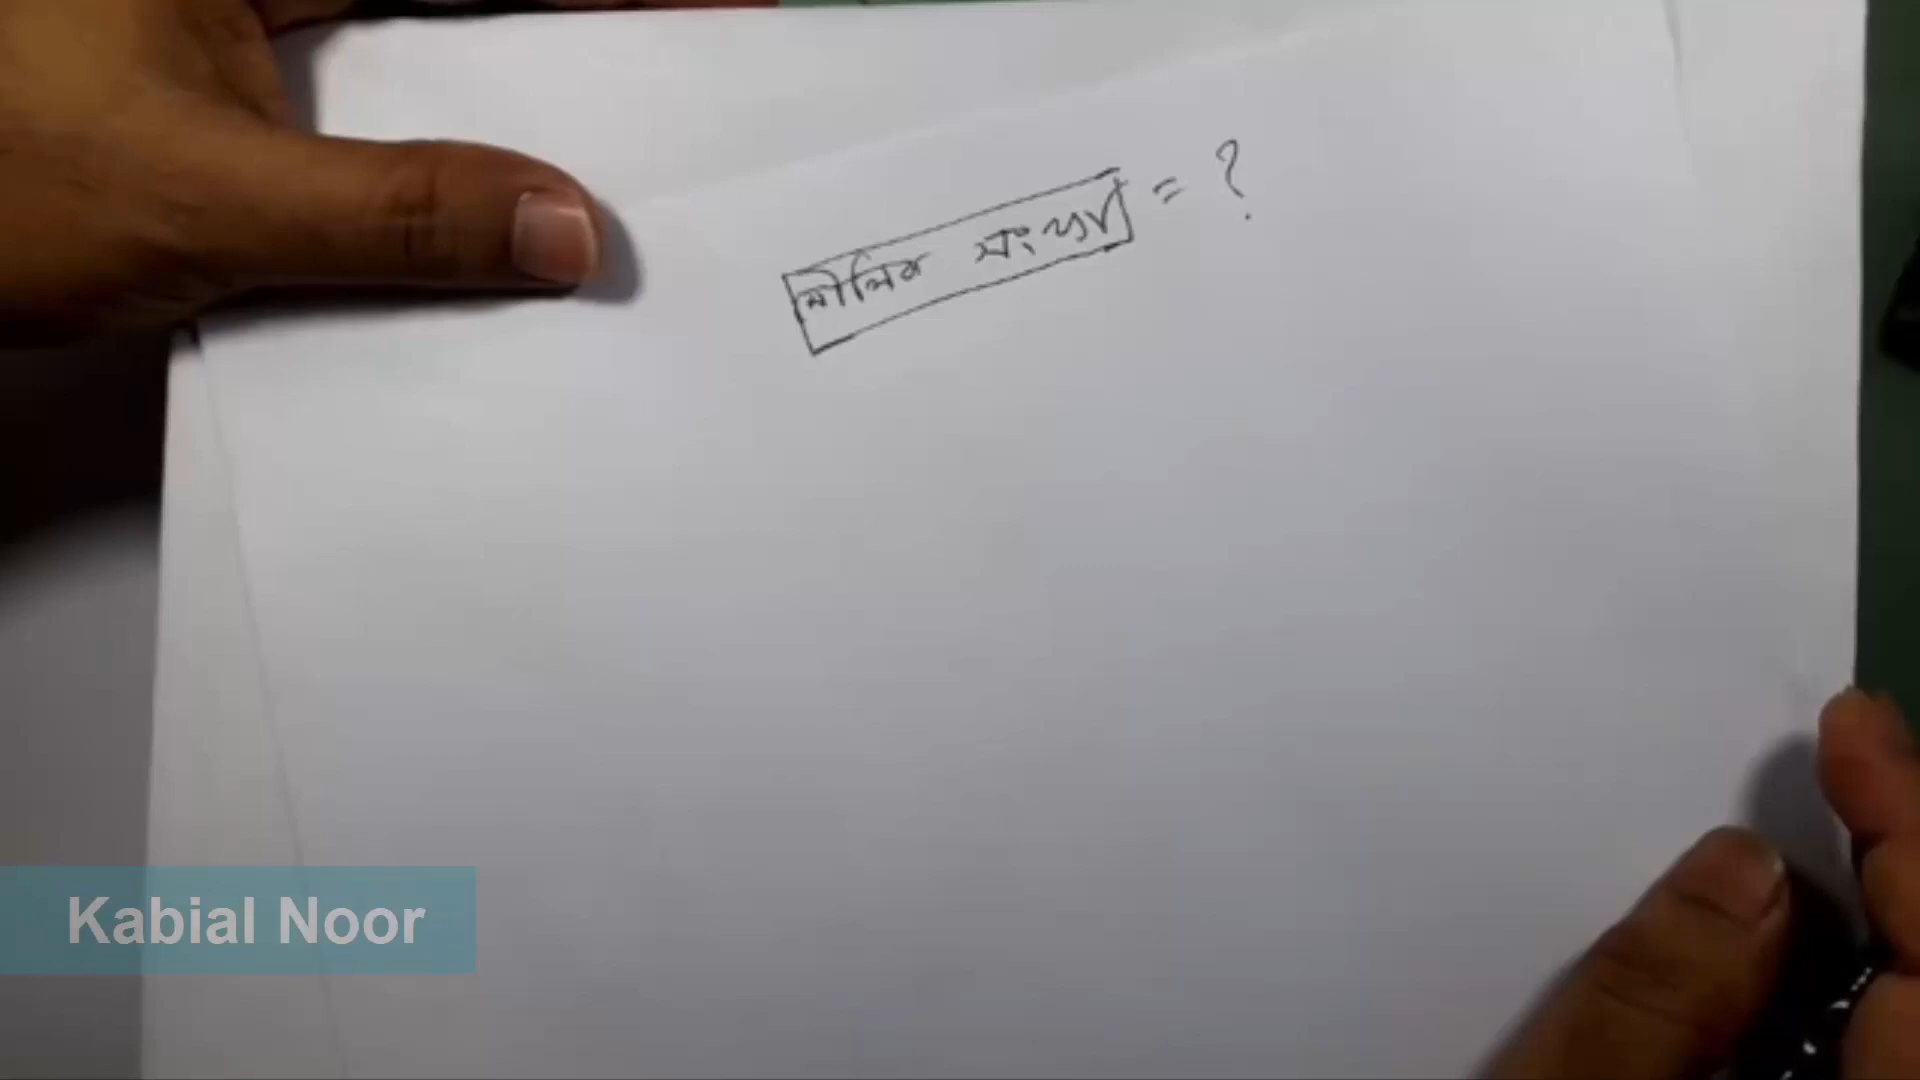 মৌলিক সংখ্যা = ?
Kabial Noor